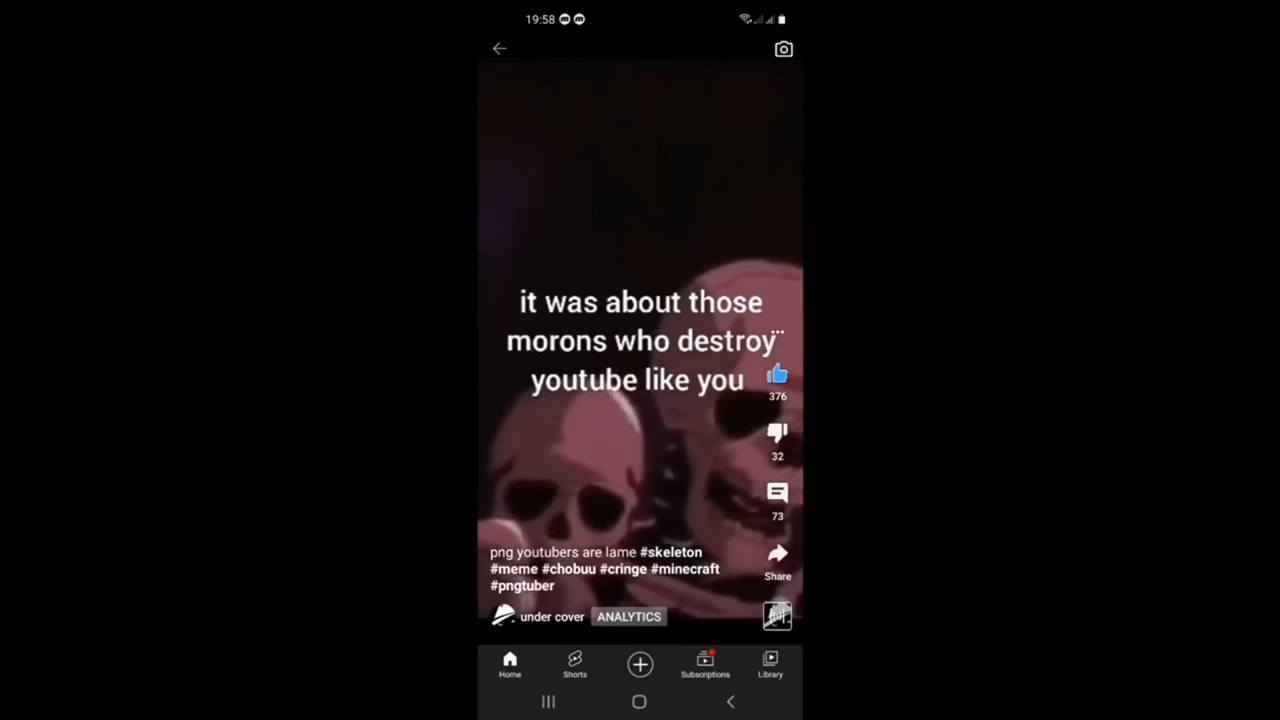 19:58
it was about those
morons who destroy
youtube like you
376
32
73
png youtubers are lame #skeleton
#meme #chobuu #cringe #minecraft
#pngtuber
Share
under cover ANALYTICS
Home Shorts Subscriptions Library